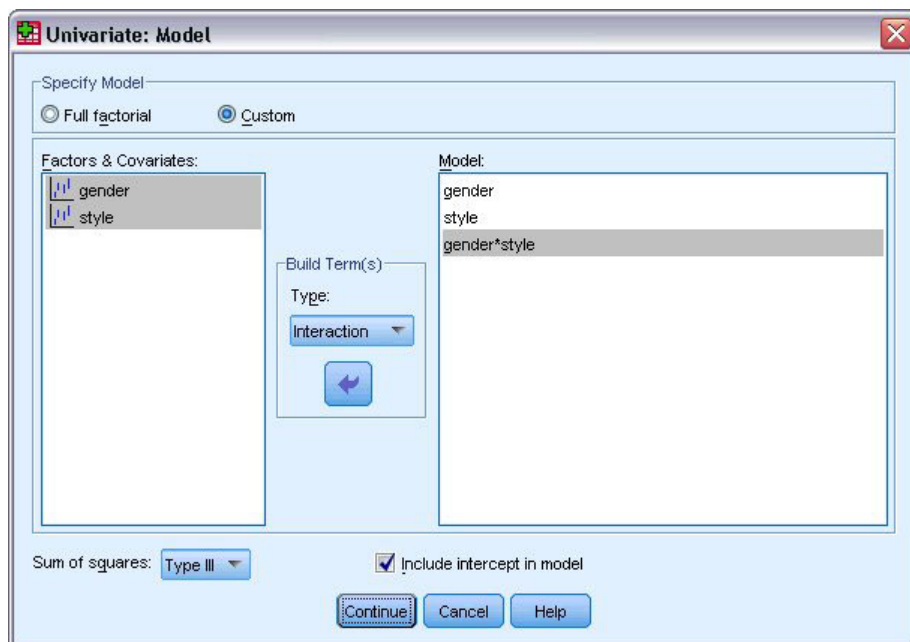 Univariate: Model
Specify Model
Full factorial
Custom
Factors & Covariates:
gender
style
Build Term(s)
Type:
Interaction
Model:
gender
style
gender*style
Sum of squares: Type III
Include intercept in model
Continue Cancel Help